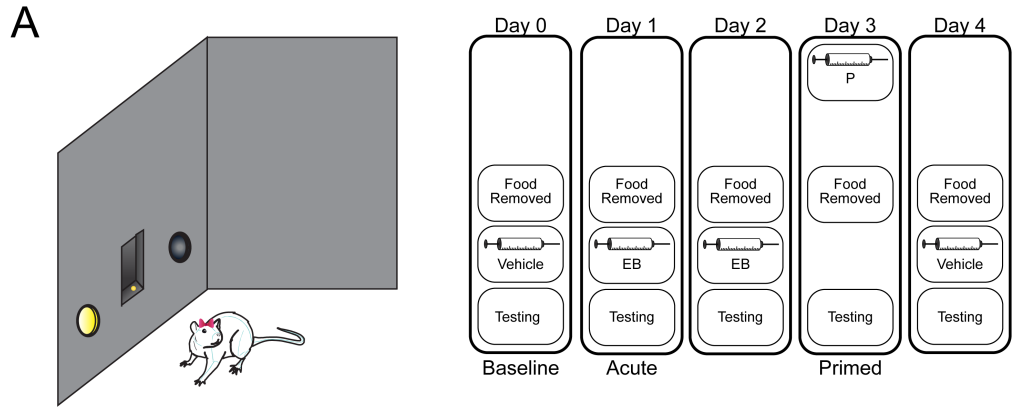 A
Day 0
Day 1
Day 2
Day 3
Day 4
P
Food
Removed
Food
Removed
Food
Removed
Food
Removed
Food
Removed
Vehicle
EB
EB
Vehicle
Testing
Testing
Testing
Testing
Testing
Baseline
Acute
Primed